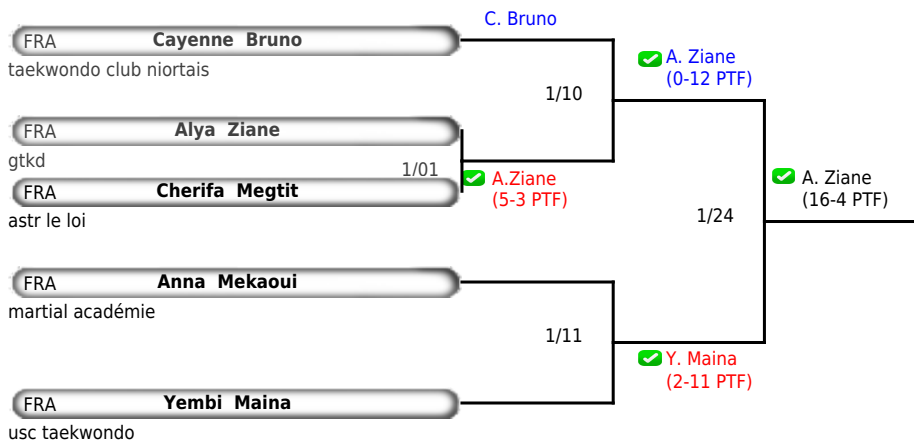 C. Bruno
FRA Cayenne Bruno
taekwondo club niortais
A. Ziane
(0-12 PTF)
1/10
FRA Alya Ziane
gtkd
1/01
A.Ziane
(5-3 PTF)
FRA Cherifa Megtit
astr le loi
A. Ziane
(16-4 PTF)
1/24
FRA Anna Mekaoui
martial académie
1/11
Y. Maina
(2-11 PTF)
FRA Yembi Maina
usc taekwondo